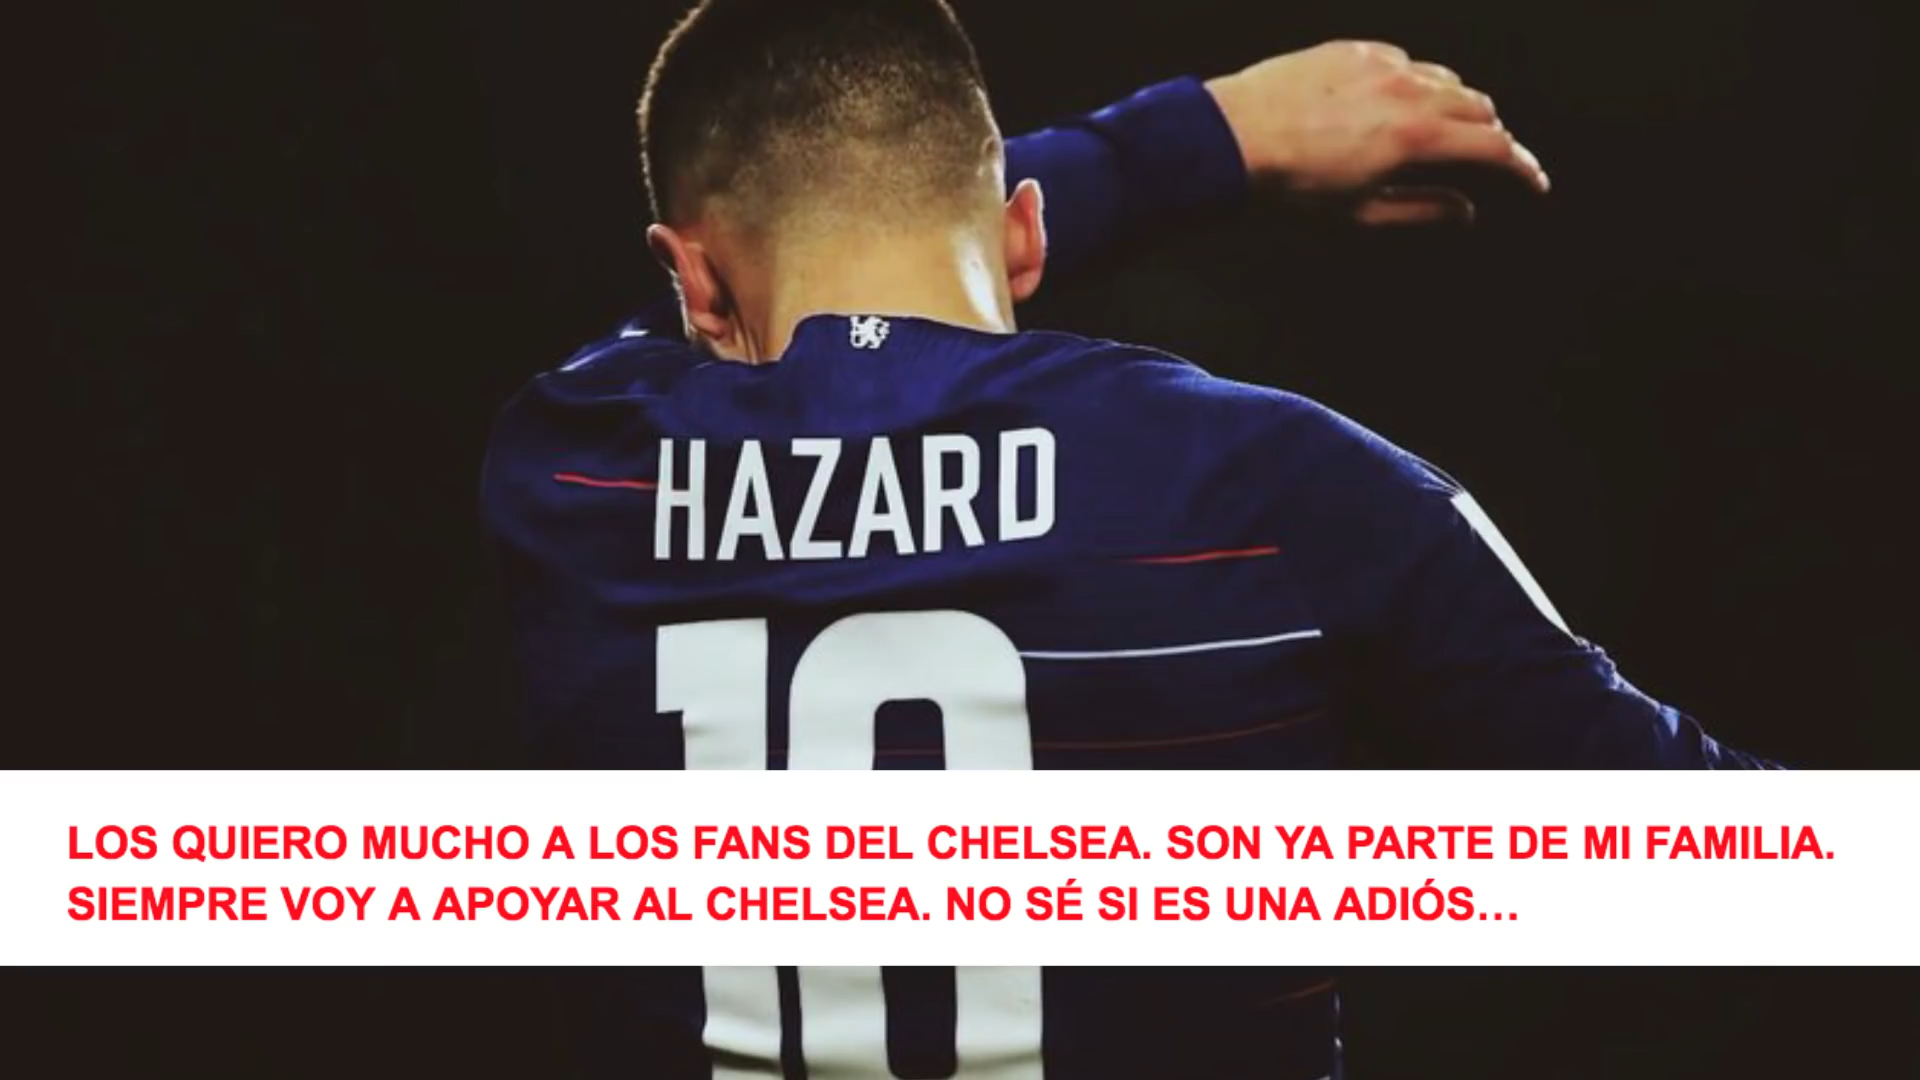 HAZARD
10
LOS QUIERO MUCHO A LOS FANS DEL CHELSEA. SON YA PARTE DE MI FAMILIA.
SIEMPRE VOY A APOYAR AL CHELSEA. NO SÉ SI ES UNA ADIÓS…